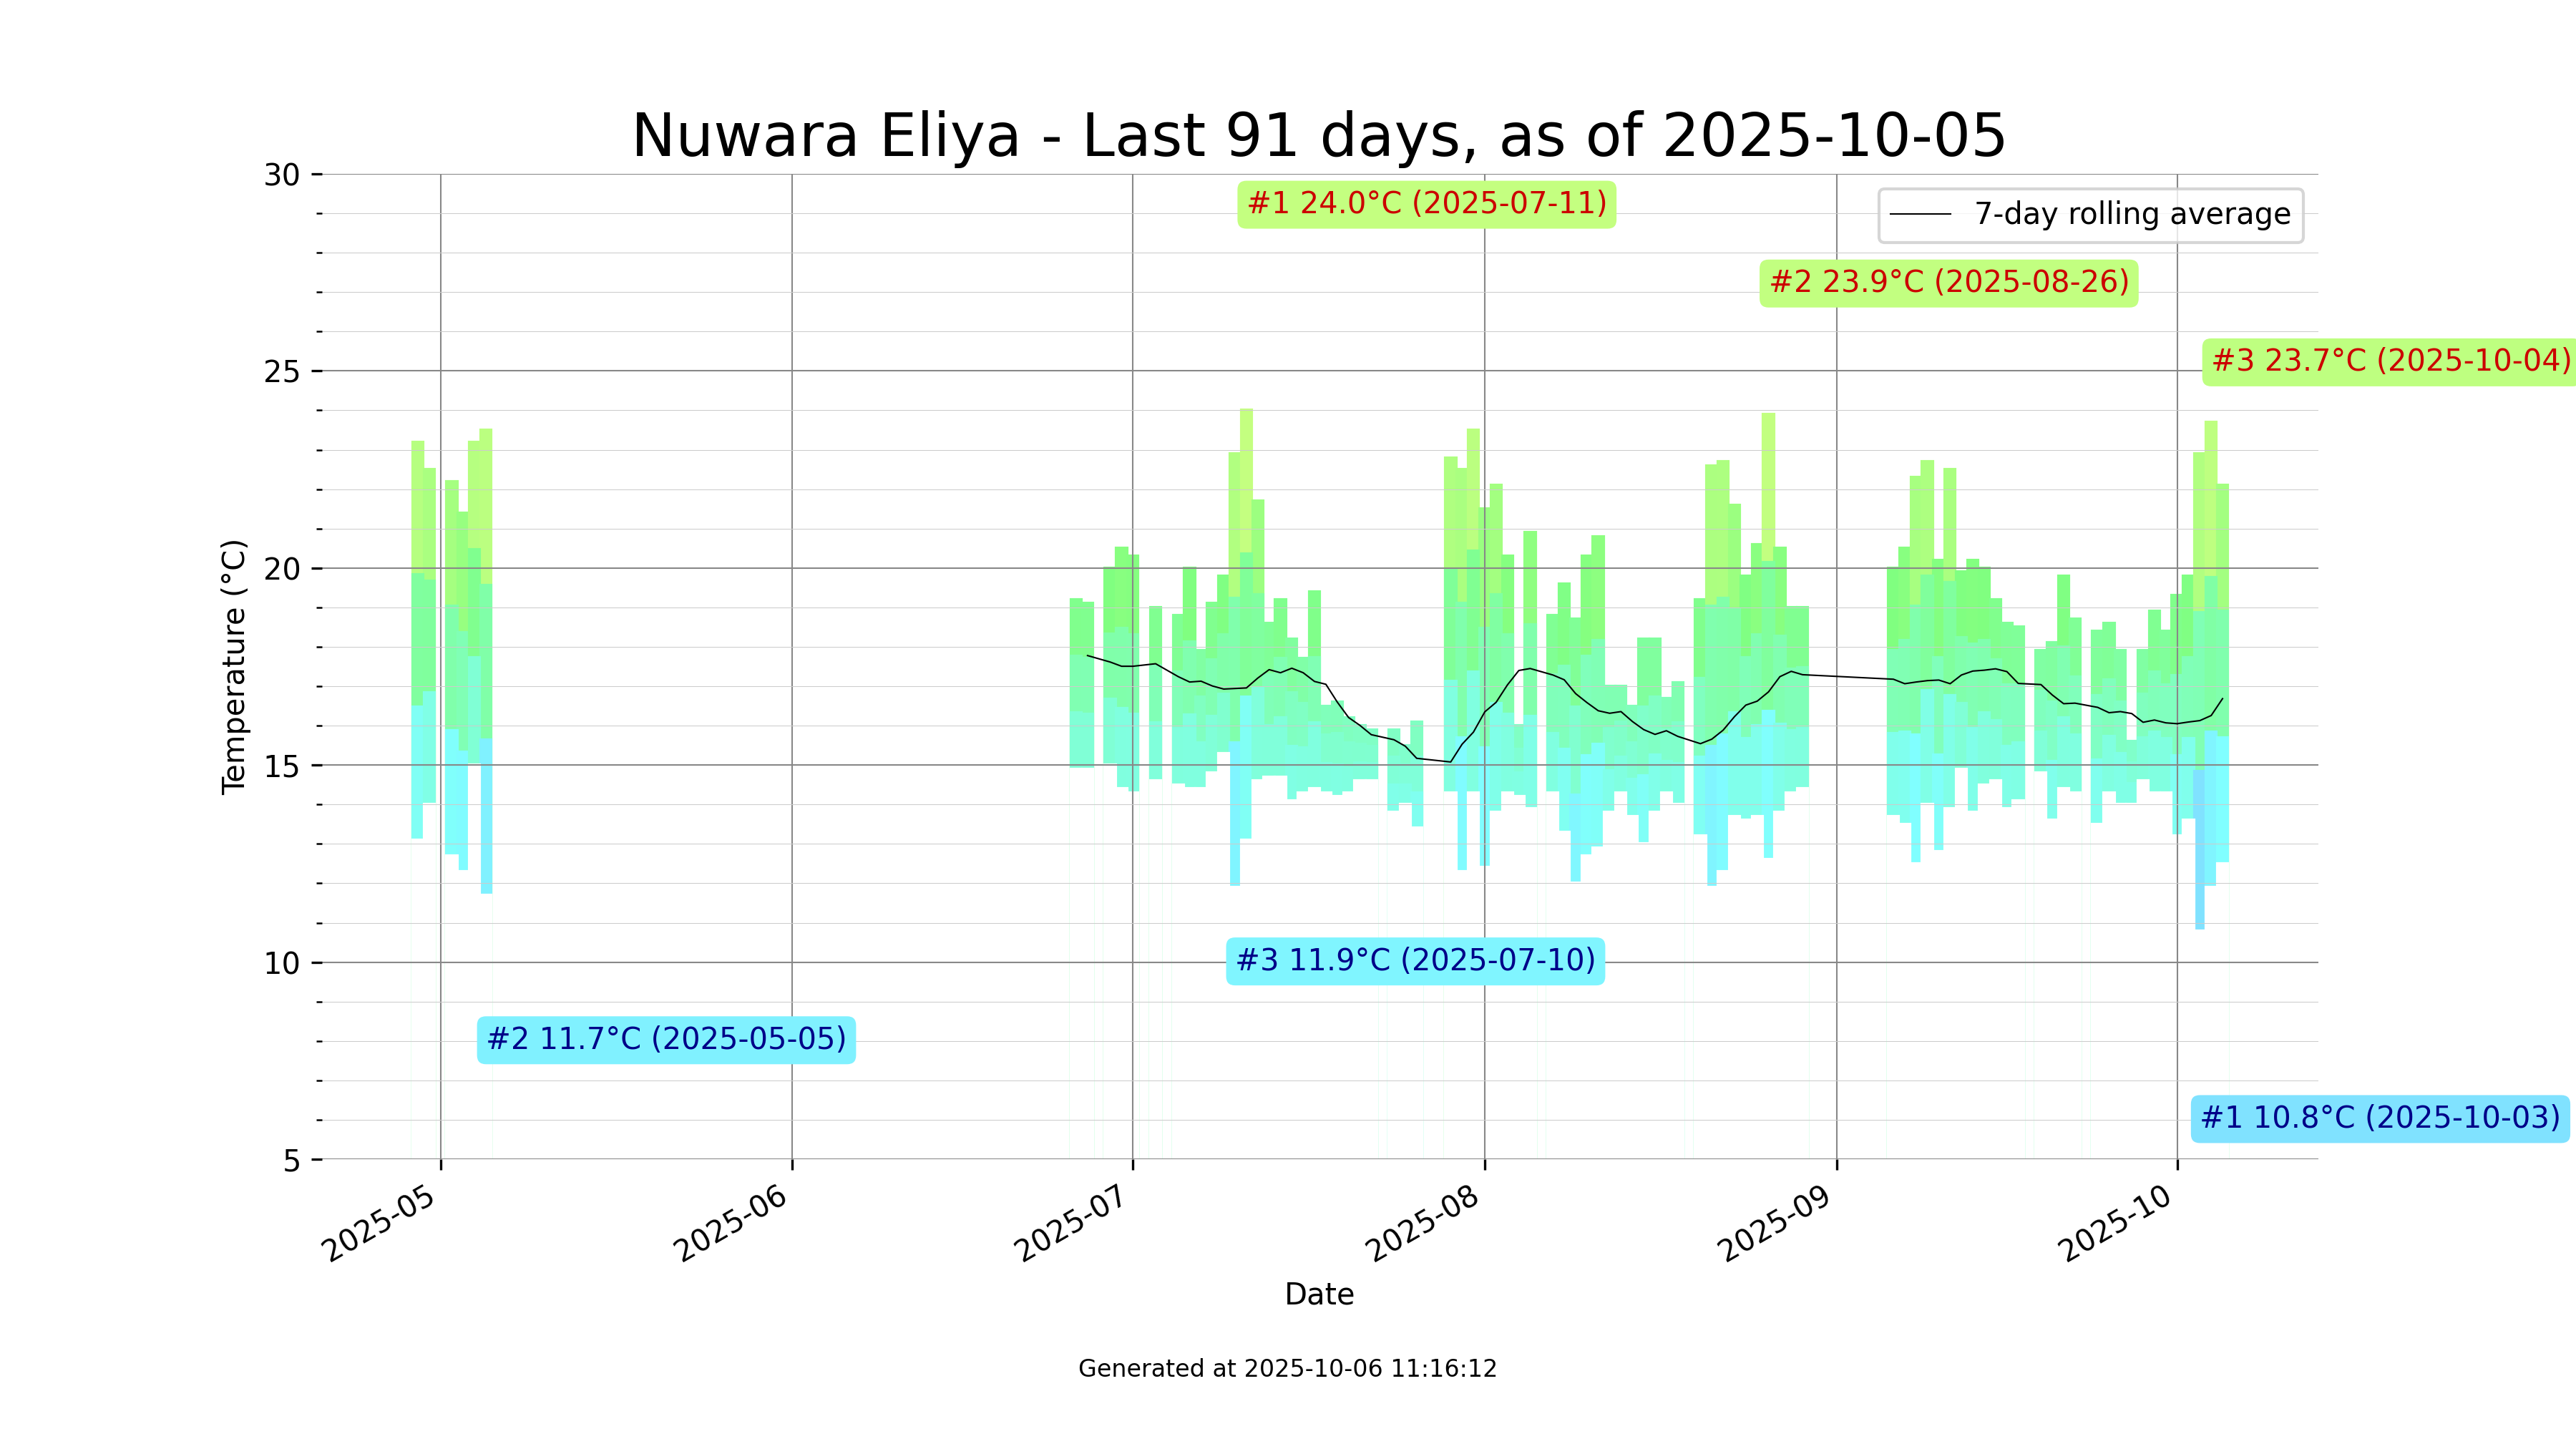 Nuwara Eliya - Last 91 days, as of 2025-10-05
30
25
20
15
10
5
Temperature (°C)
#1 24.0°C (2025-07-11)
7-day rolling average
#2 23.9°C (2025-08-26)
#3 23.7°C (2025-10-04)
#3 11.9°C (2025-07-10)
#2 11.7°C (2025-05-05)
#1 10.8°C (2025-10-03)
2025-05
2025-06
2025-07
2025-08
2025-09
2025-10
Date
Generated at 2025-10-06 11:16:12